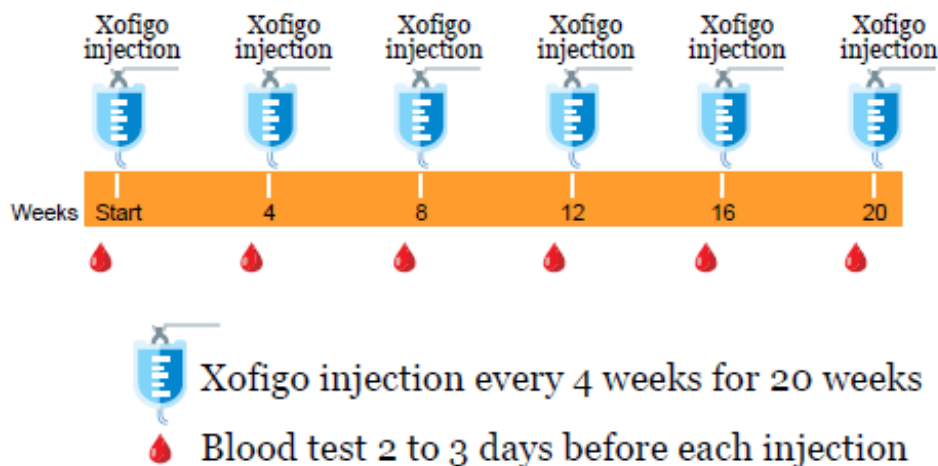 Xofigo injection Xofigo injection Xofigo injection Xofigo injection Xofigo injection Xofigo injection
Weeks Start 4 8 12 16 20
Xofigo injection every 4 weeks for 20 weeks
Blood test 2 to 3 days before each injection